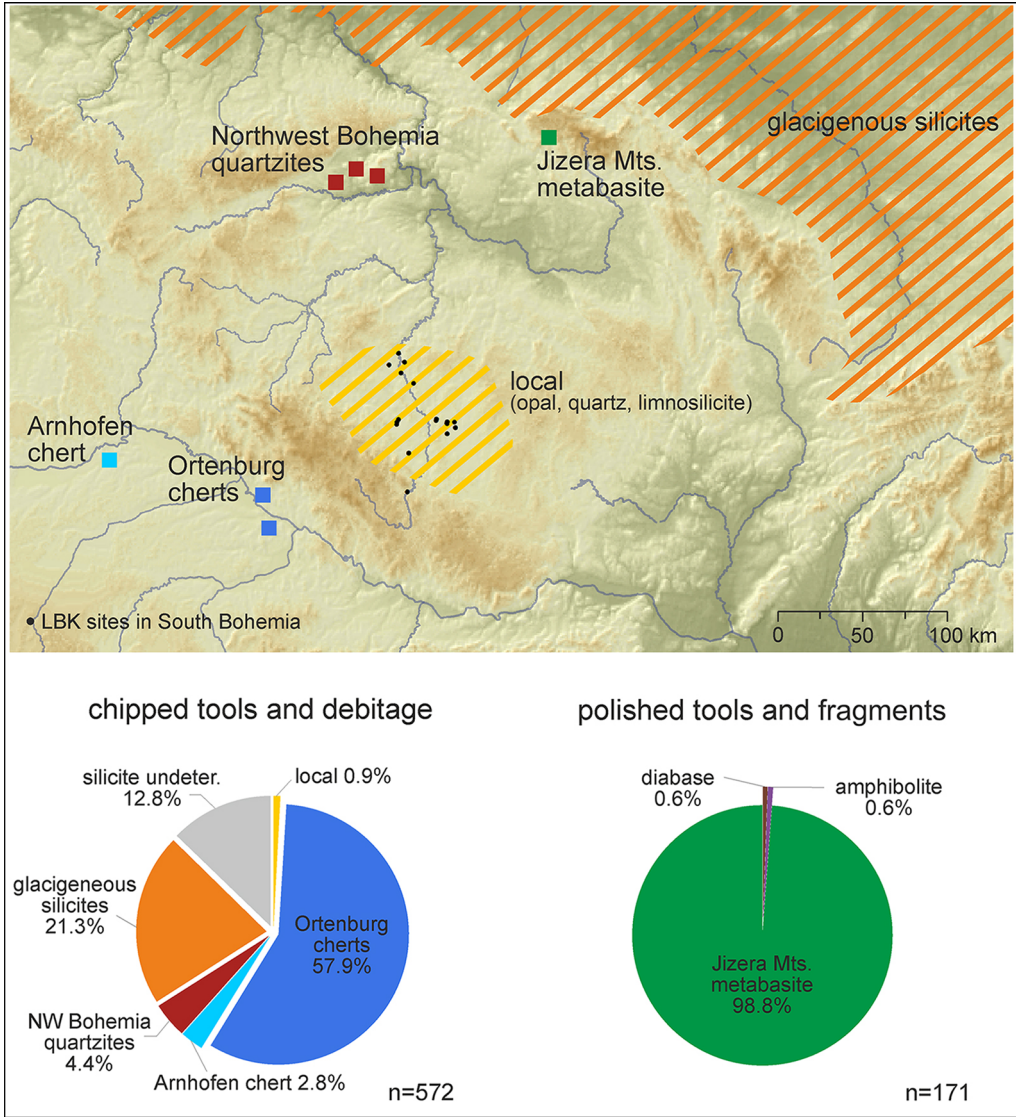 glacigenous silicites
Northwest Bohemia
quartzites
Jizera Mts.
metabasite
local
(opal, quartz, limnosilicite)
Arnhofen
chert
Ortenburg
cherts
LBK sites in South Bohemia
0 50 100 km
chipped tools and debitage
silicite undeter.
12.8%
local 0.9%
glacigeneous
silicites
21.3%
Ortenburg
cherts
57.9%
NW Bohemia
quartzites
4.4%
Arnhofen chert 2.8%
n=572
polished tools and fragments
diabase
0.6%
amphibolite
0.6%
Jizera Mts.
metabasite
98.8%
n=171